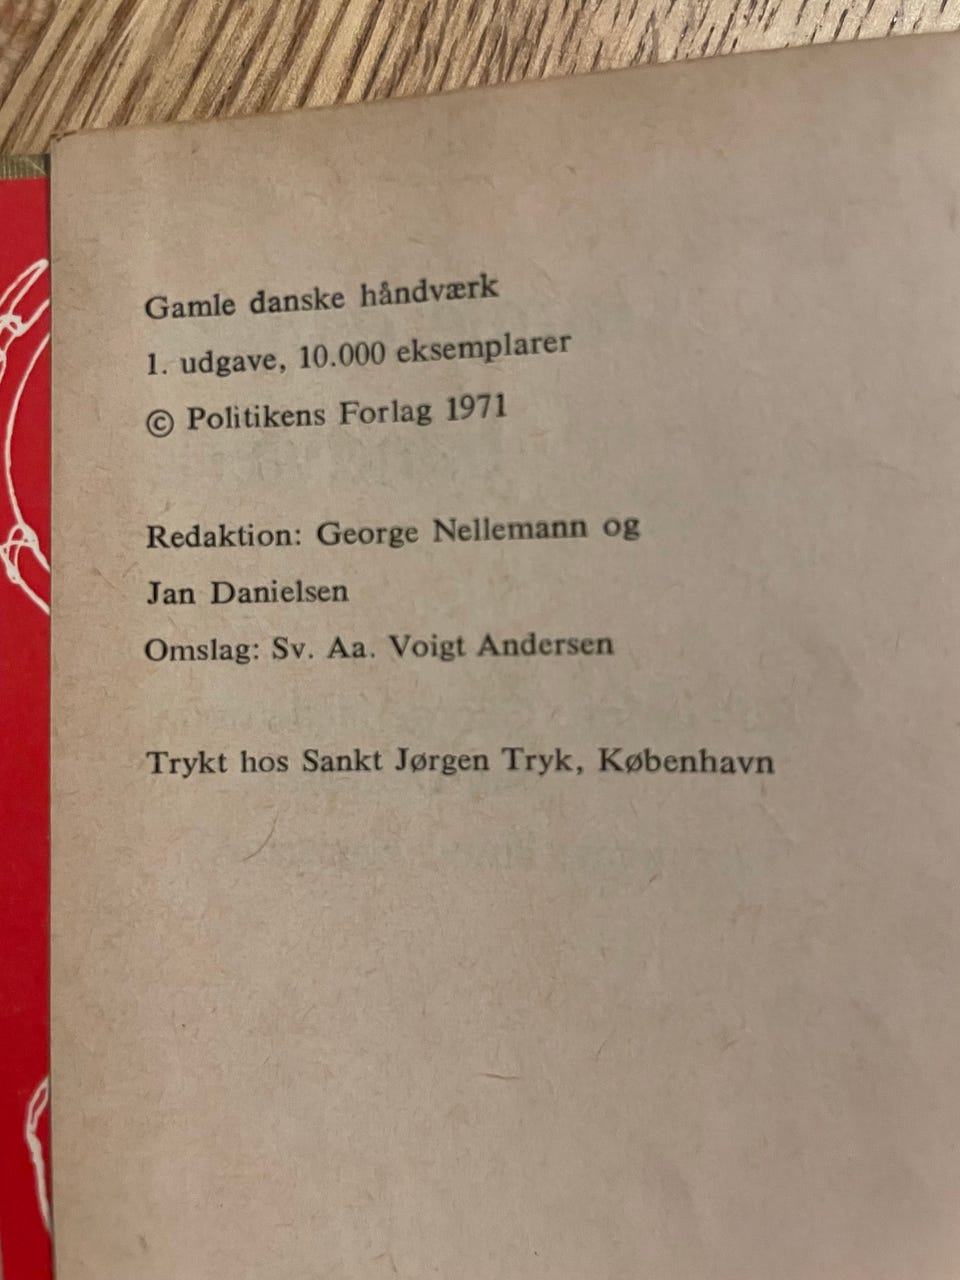 Gamle danske håndværk
1. udgave, 10.000 eksemplarer
© Politikens Forlag 1971
Redaktion: George Nellemann og
Jan Danielsen
Omslag: Sv. Aa. Voigt Andersen
Trykt hos Sankt Jørgen Tryk, København